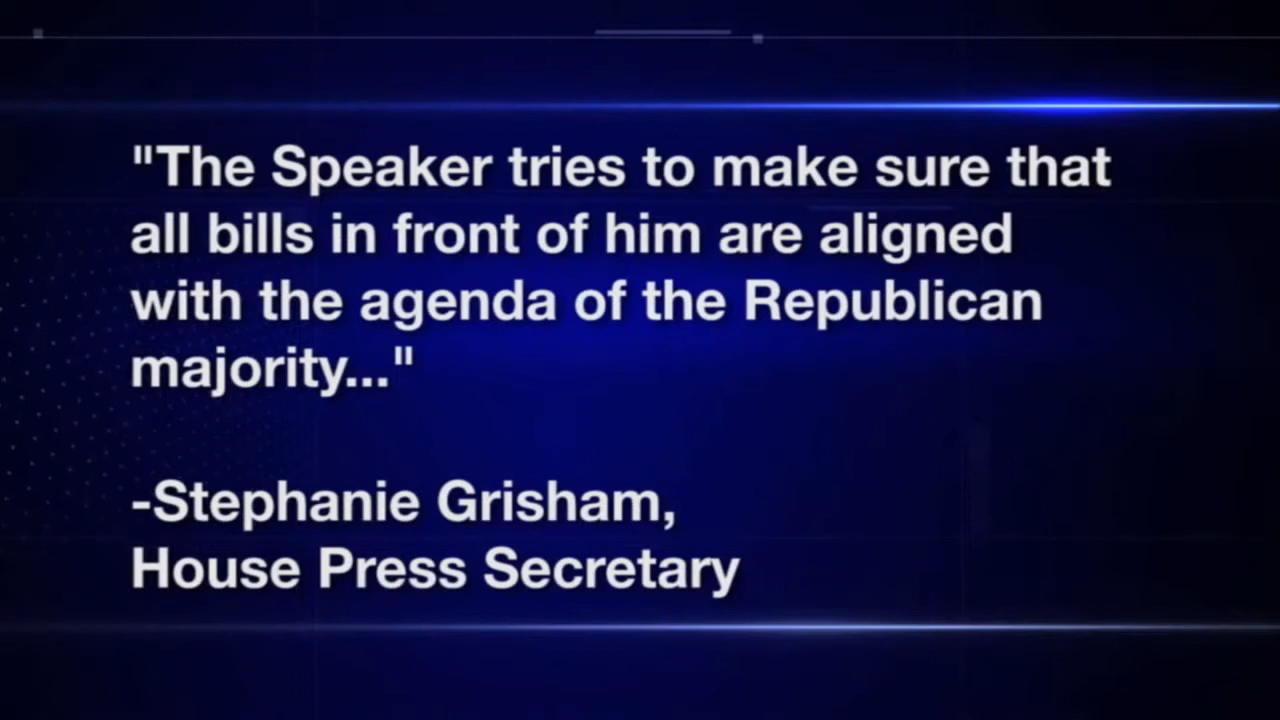 "The Speaker tries to make sure that
all bills in front of him are aligned
with the agenda of the Republican
majority..."
-Stephanie Grisham,
House Press Secretary